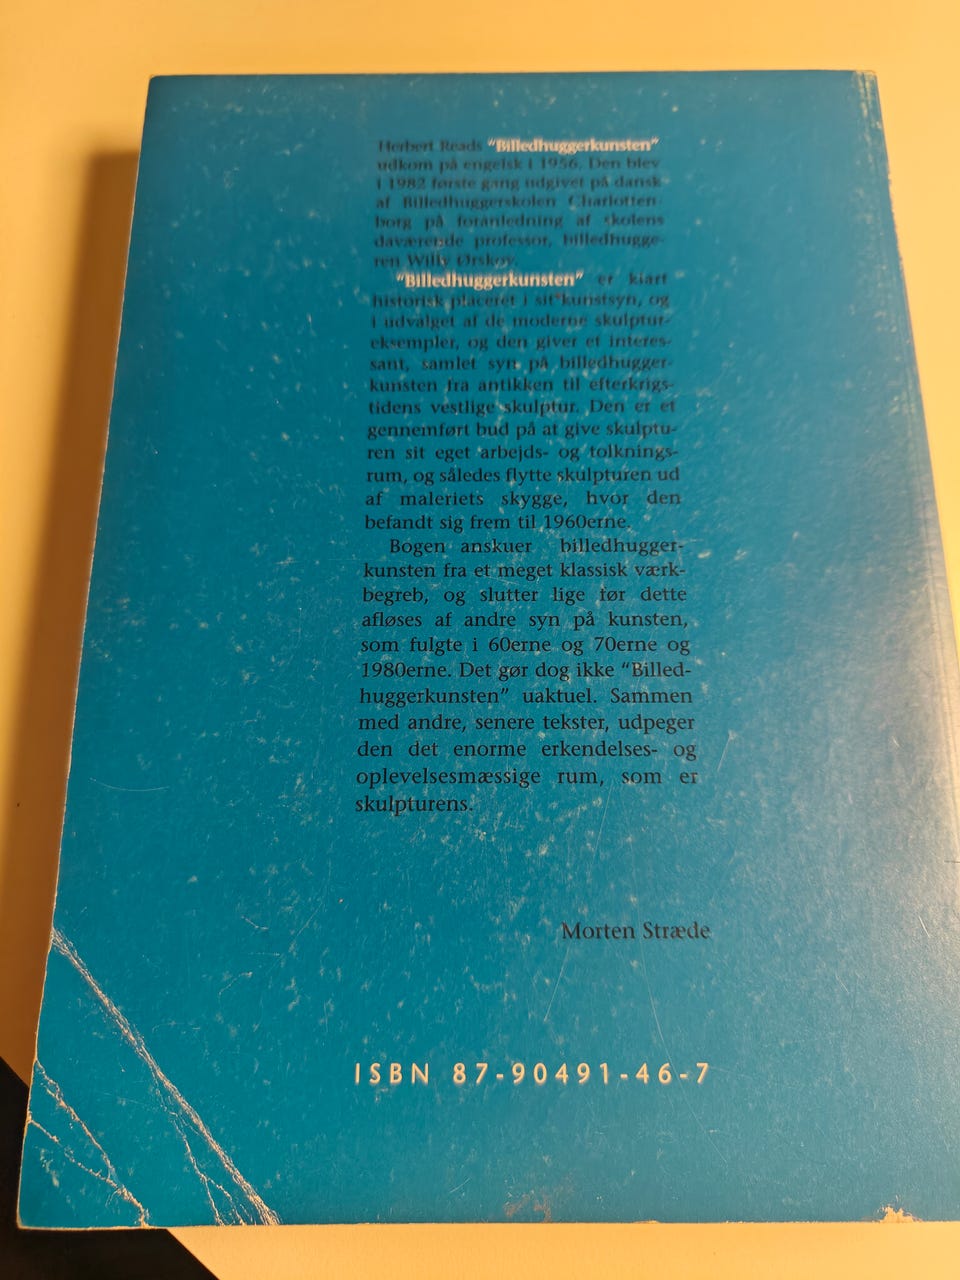 Herbert Reads "Billedhuggerkunsten"
udkom på engelsk i 1956. Den blev
i 1982 første gang udgivet på dansk
af Billedhuggerskolen Charlotten-
borg på foranledning af skolens
daværende professor, billedhugge-
ren Willy Ørskov.
"Billedhuggerkunsten" er klart
historisk placeret i sit kunstsyn, og
i udvalget af de moderne skulptur-
eksempler, og den giver et interes-
sant, samlet syn på billedhugger-
kunsten fra antikken til efterkrigs-
tidens vestlige skulptur. Den er et
gennemført bud på at give skulptu-
ren sit eget arbejds- og tolknings-
rum, og således flytte skulpturen ud
af maleriets skygge, hvor den
befandt sig frem til 1960erne.
Bogen anskuer billedhugger-
kunsten fra et meget klassisk værk-
begreb, og slutter lige før dette
afløses af andre syn på kunsten,
som fulgte i 60erne og 70erne og
1980erne. Det gør dog ikke "Billed-
huggerkunsten" uaktuel. Sammen
med andre, senere tekster, udpeger
den det enorme erkendelses- og
oplevelsesmæssige rum, som er
skulpturens.
Morten Stræde
ISBN 87-90491-46-7